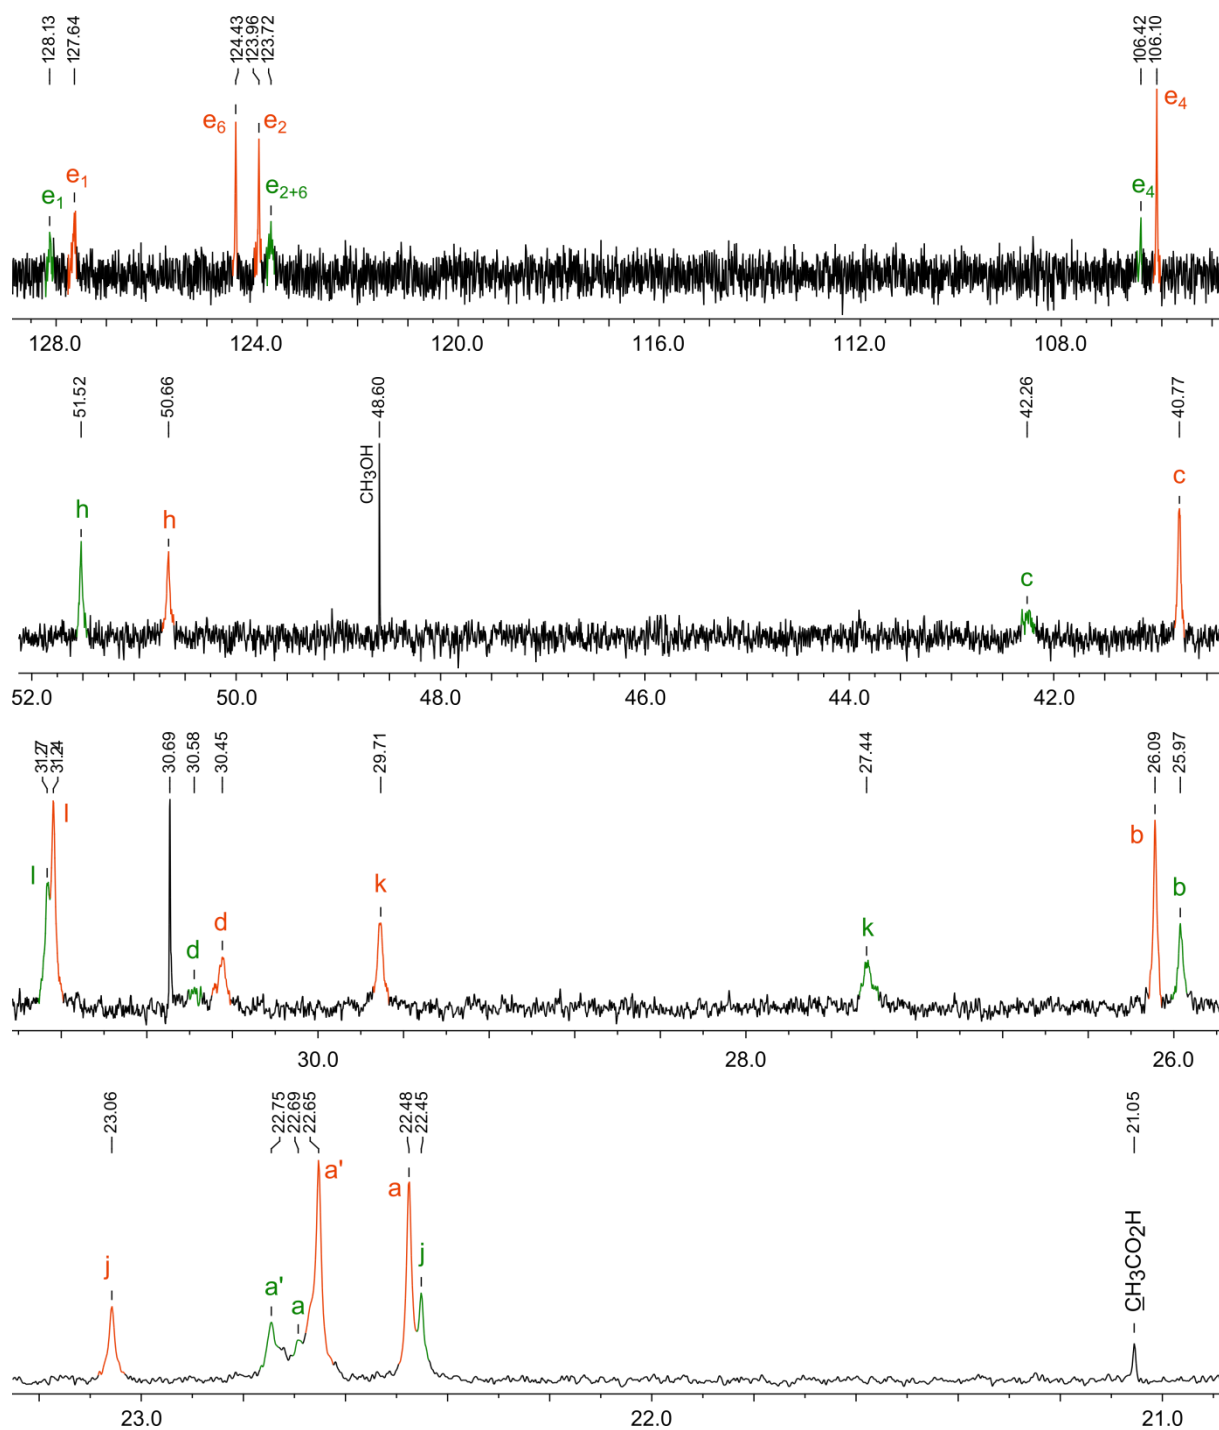 128.13 127.64 124.43 123.96 123.72 106.42 106.10
e6 e2 e4
e1 e1 e2+6 e4
128.0 124.0 120.0 116.0 112.0 108.0
51.52 50.66 48.60 42.26 40.77
CH3OH
h h c c
52.0 50.0 48.0 46.0 44.0 42.0
31.27 31.24 30.69 30.58 30.45 29.71 27.44 26.09 25.97
l l d d k k b b
30.0 28.0 26.0
23.06 22.75 22.69 22.65 22.48 22.45 21.05
j a' a a' a j CH3CO2H
23.0 22.0 21.0